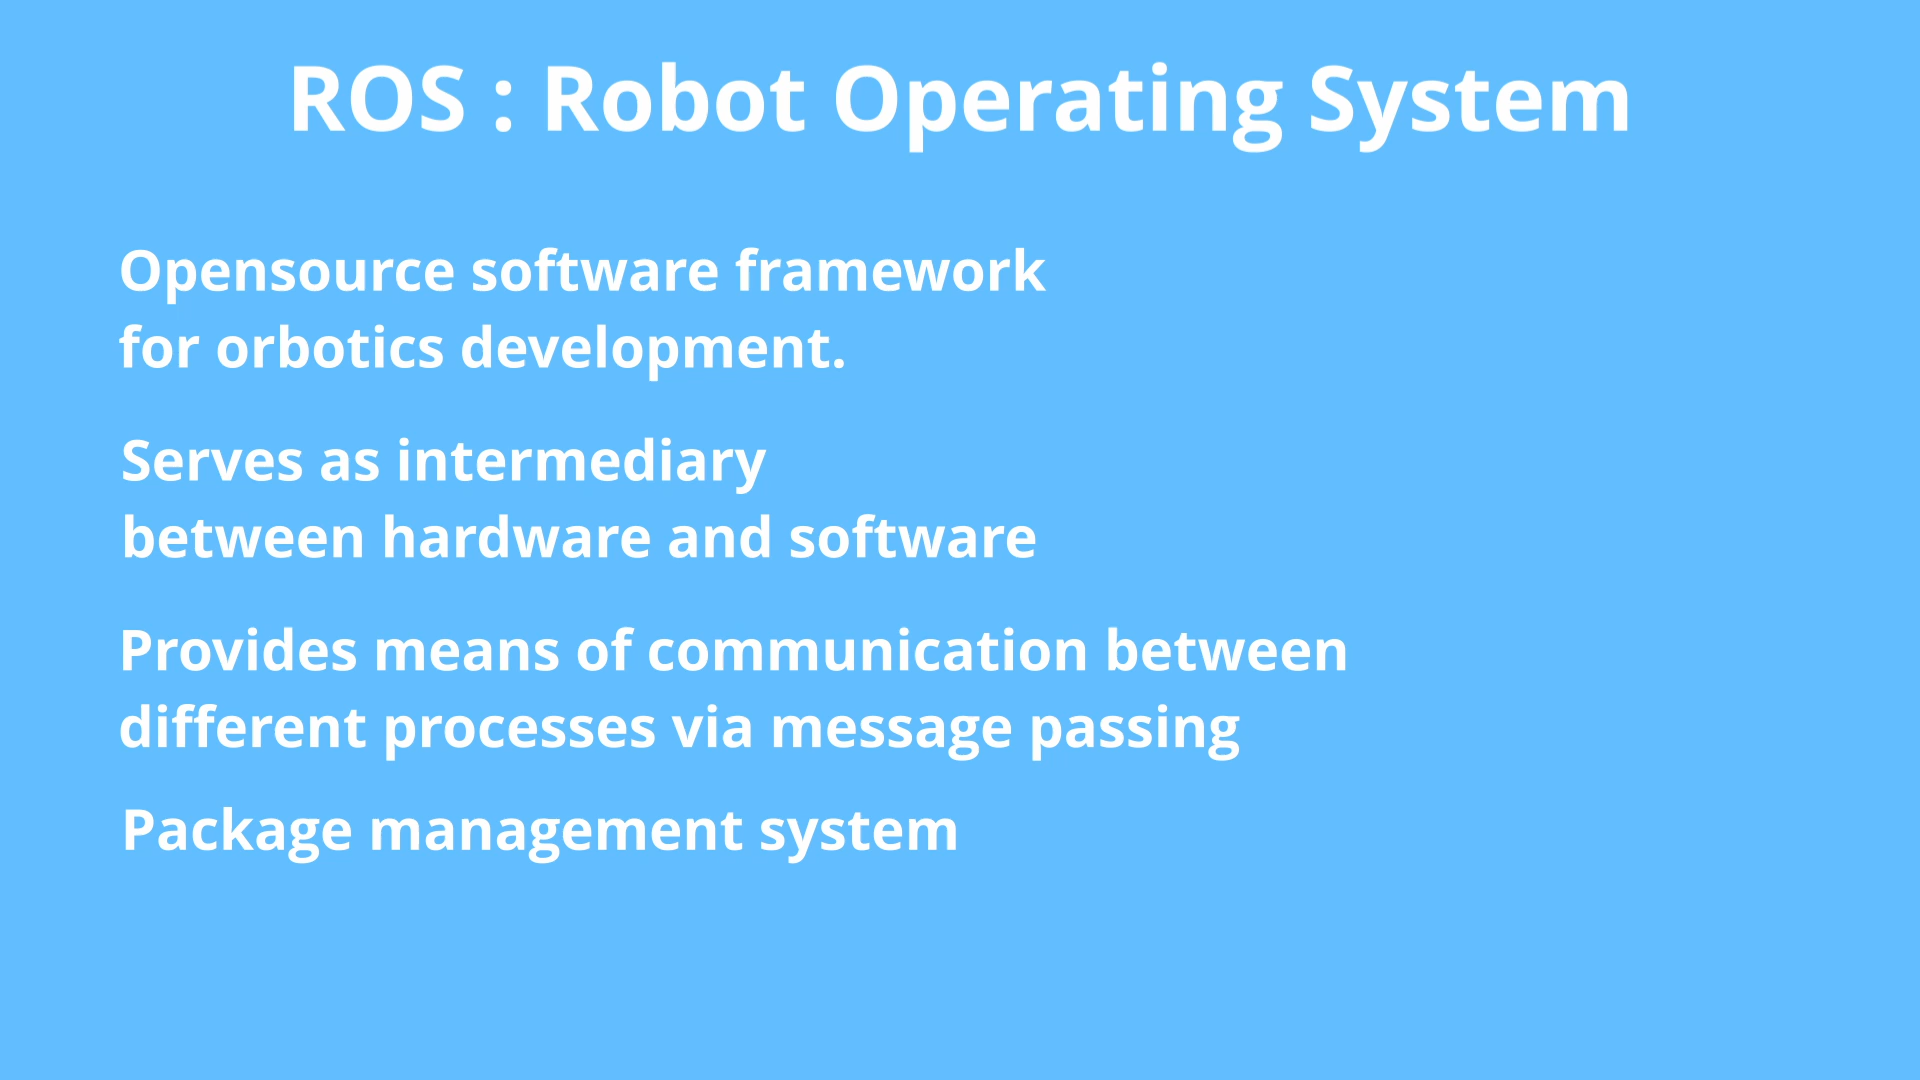 ROS : Robot Operating System
Opensource software framework
for orbotics development.
Serves as intermediary
between hardware and software
Provides means of communication between
different processes via message passing
Package management system